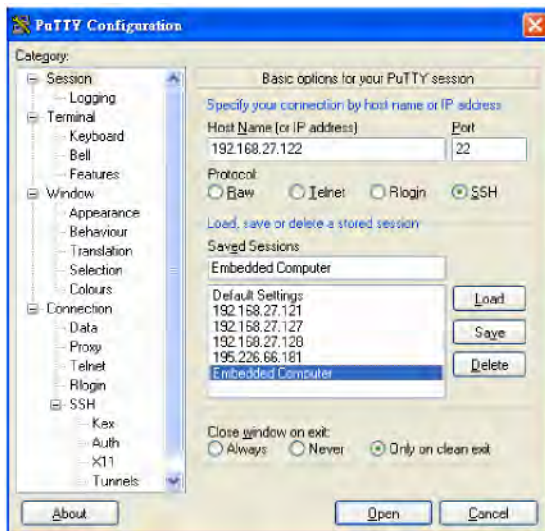 PuTTY Configuration
Category:
Session
Logging
Terminal
Keyboard
Bell
Features
Window
Appearance
Behaviour
Translation
Selection
Colours
Connection
Data
Proxy
Telnet
Rlogin
SSH
Kex
Auth
X11
Tunnels
Basic options for your PuTTY session
Specify your connection by host name or IP address
Host Name (or IP address) Port
192.168.27.122 22
Protocol:
Raw Telnet Rlogin SSH
Load, save or delete a stored session
Saved Sessions
Embedded Computer
Default Settings
192.168.27.121
192.168.27.127
192.168.27.128
195.226.66.181
Embedded Computer
Load
Save
Delete
Close window on exit:
Always Never Only on clean exit
About Open Cancel